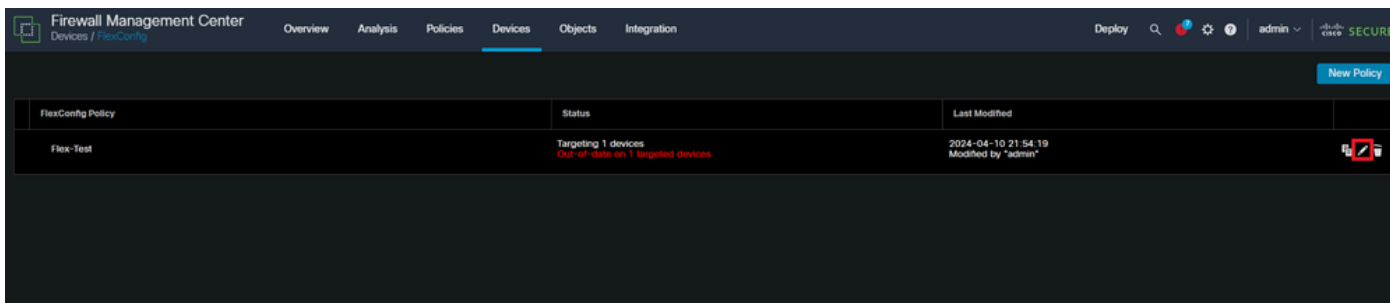 Firewall Management Center
Devices / FlexConfig
Overview Analysis Policies Devices Objects Integration Deploy admin cisco SECURE
New Policy
FlexConfig Policy Status Last Modified
Flex-Test Targeting 1 devices 2024-04-10 21:54:19
Out-of-date on 1 targeted devices Modified by "admin"